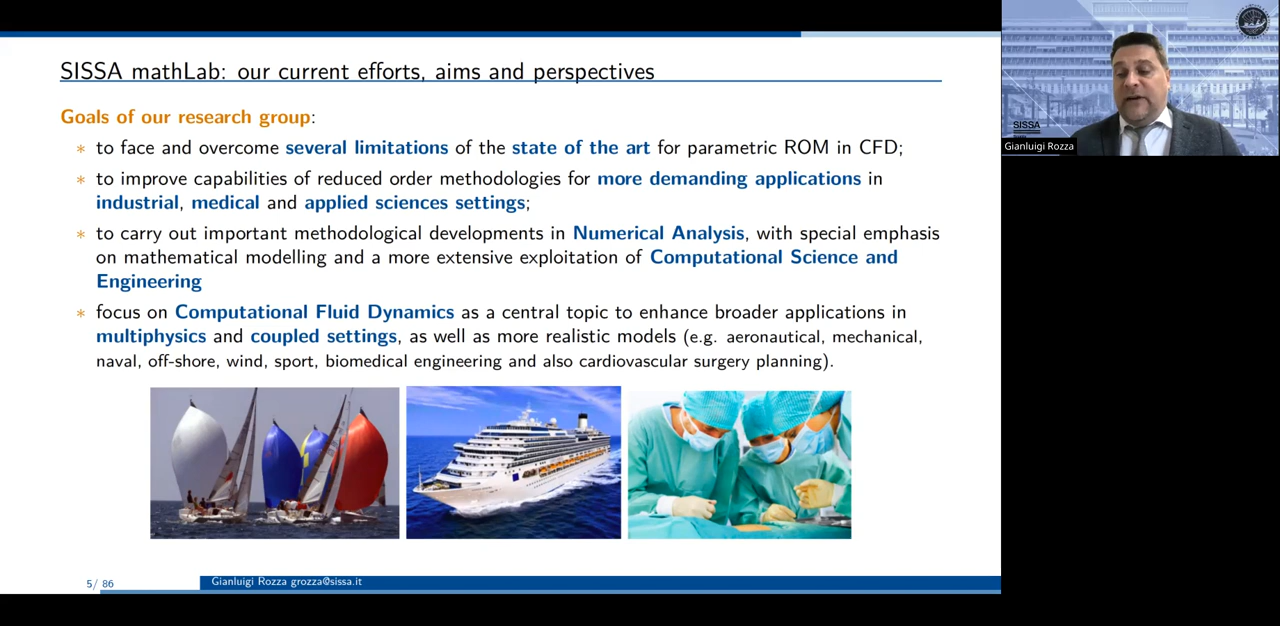 SISSA mathLab: our current efforts, aims and perspectives
Goals of our research group:
* to face and overcome several limitations of the state of the art for parametric ROM in CFD;
* to improve capabilities of reduced order methodologies for more demanding applications in
industrial, medical and applied sciences settings;
* to carry out important methodological developments in Numerical Analysis, with special emphasis
on mathematical modelling and a more extensive exploitation of Computational Science and
Engineering
* focus on Computational Fluid Dynamics as a central topic to enhance broader applications in
multiphysics and coupled settings, as well as more realistic models (e.g. aeronautical, mechanical,
naval, off-shore, wind, sport, biomedical engineering and also cardiovascular surgery planning).
5/ 86
Gianluigi Rozza grozza@sissa.it
SISSA
Gianluigi Rozza